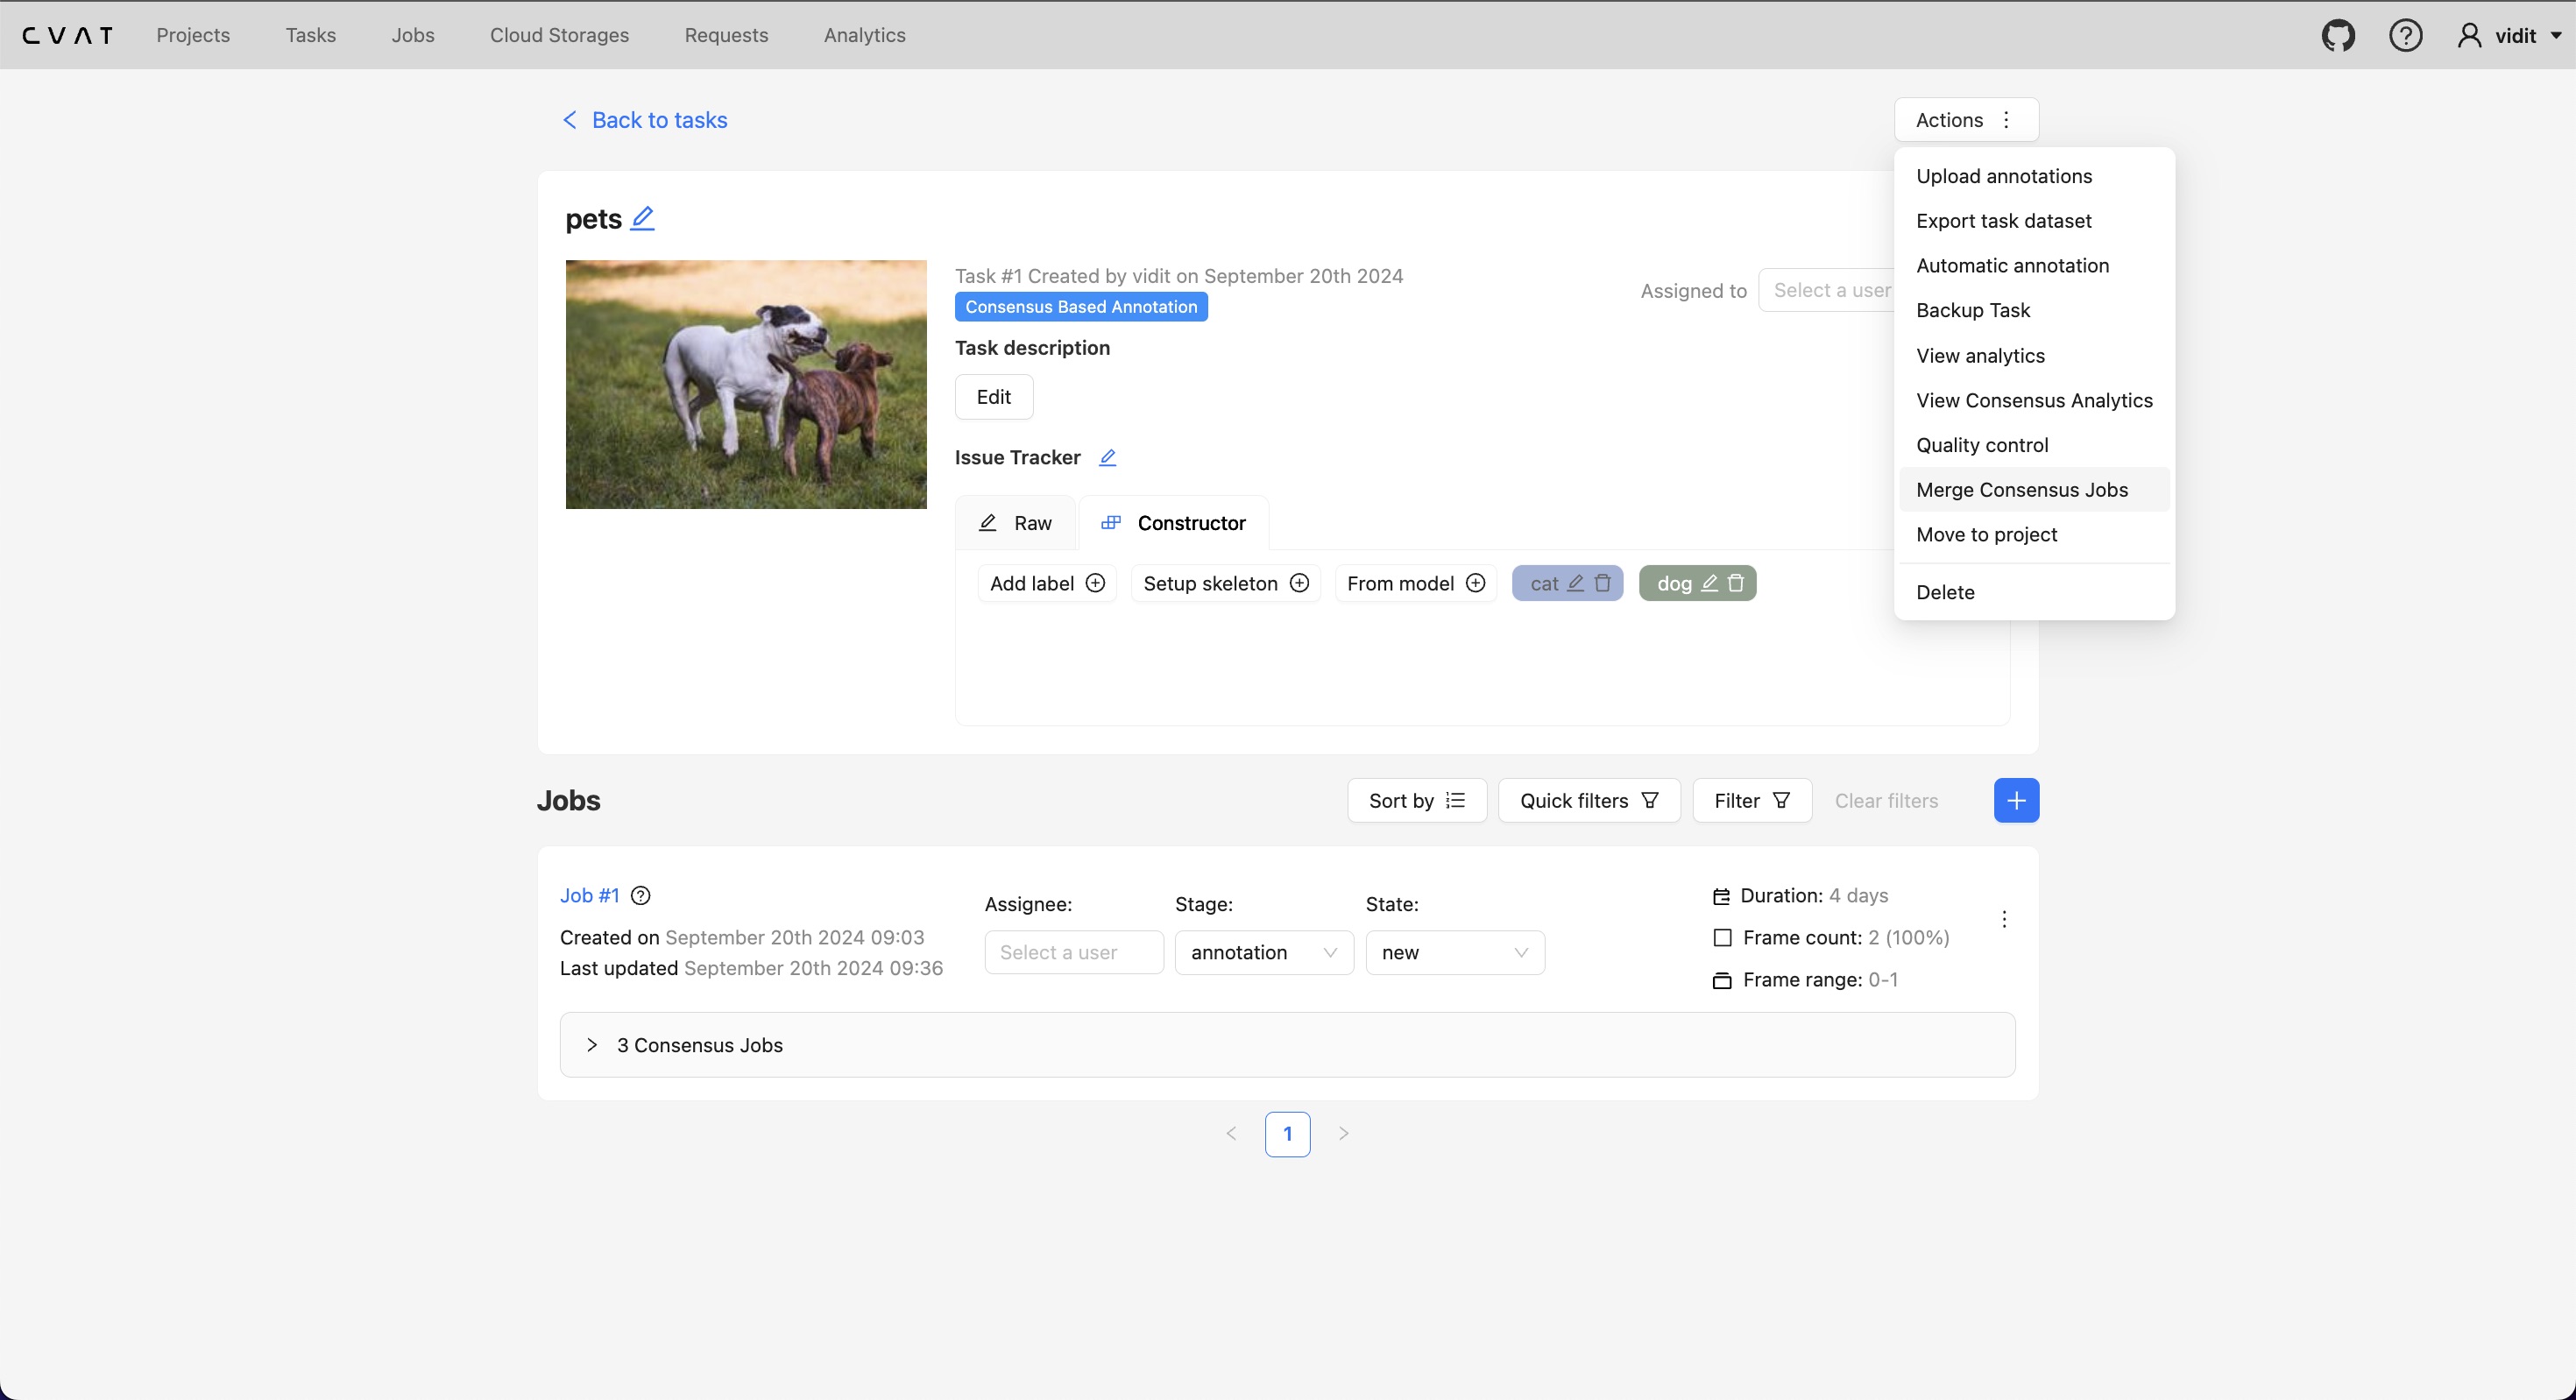 CVAT Projects Tasks Jobs Cloud Storages Requests Analytics vidit
Back to tasks
Actions
Upload annotations
Export task dataset
Automatic annotation
Backup Task
View analytics
View Consensus Analytics
Quality control
Merge Consensus Jobs
Move to project
Delete
pets
Task #1 Created by vidit on September 20th 2024
Consensus Based Annotation
Assigned to Select a user
Task description
Edit
Issue Tracker
Raw Constructor
Add label Setup skeleton From model cat dog
Jobs
Sort by Quick filters Filter Clear filters
Job #1
Created on September 20th 2024 09:03
Last updated September 20th 2024 09:36
Assignee: Stage: State:
Select a user annotation new
Duration: 4 days
Frame count: 2 (100%)
Frame range: 0-1
3 Consensus Jobs
1